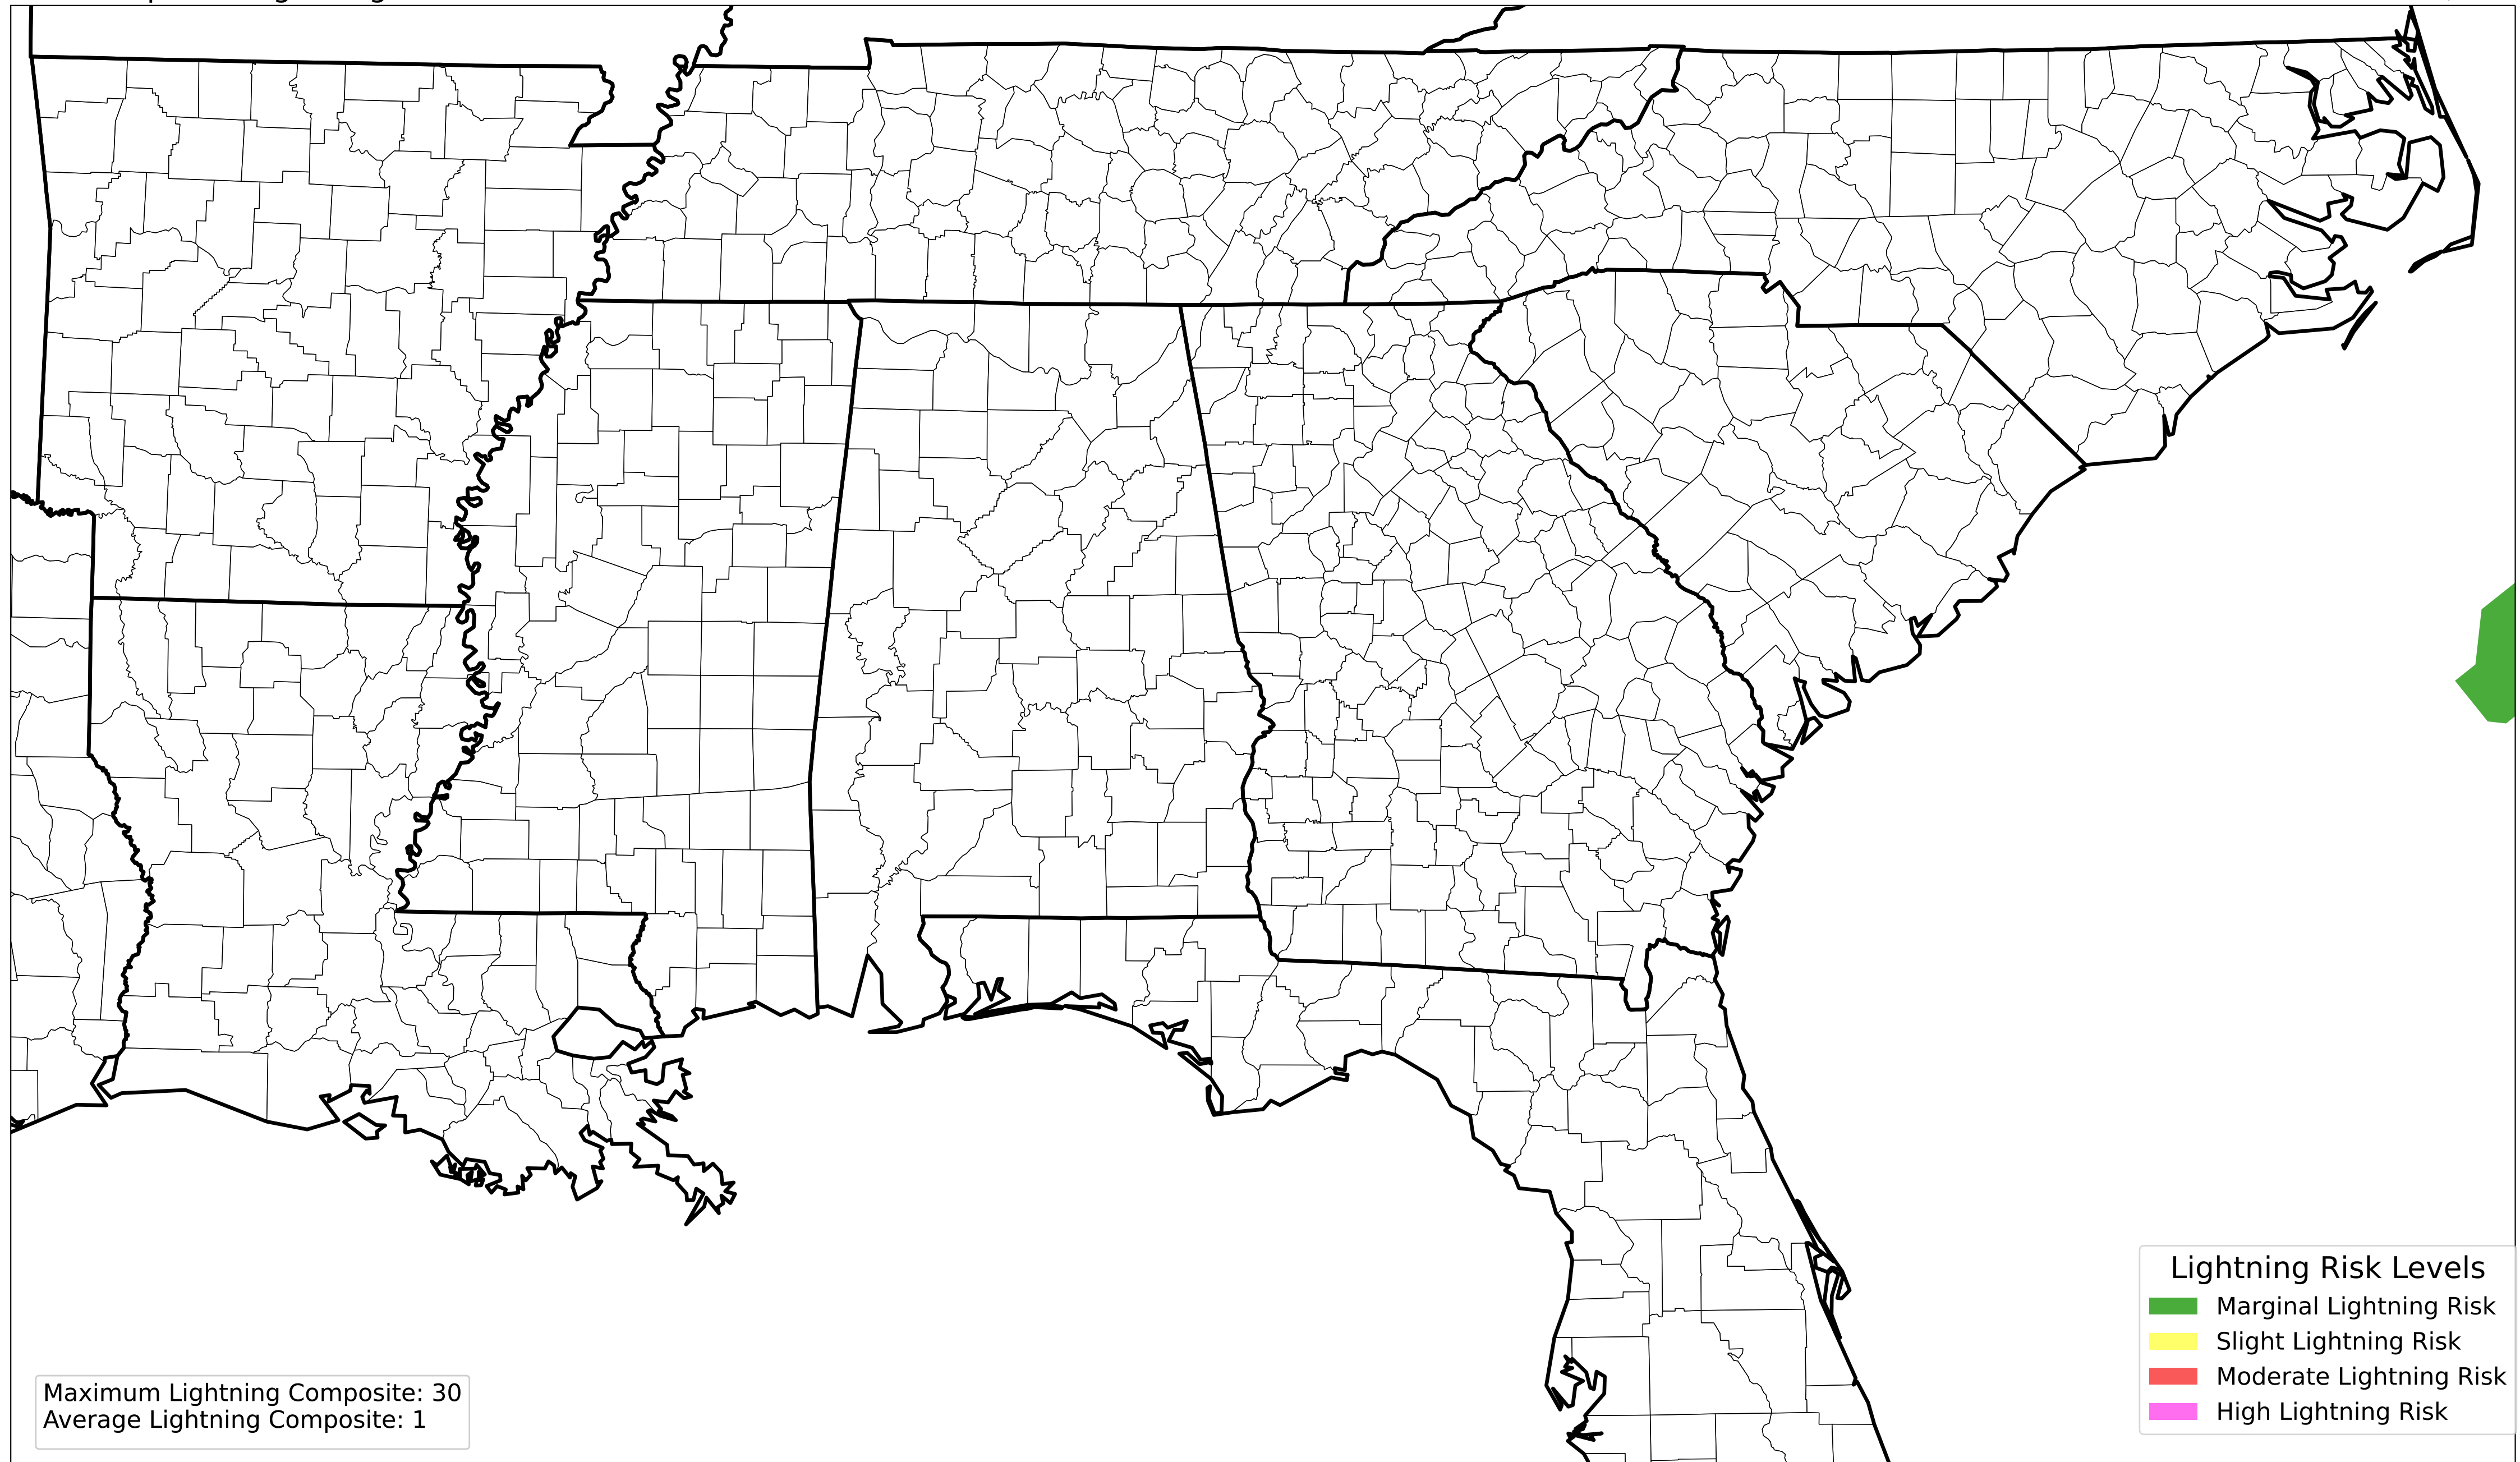 Maximum Lightning Composite: 30
Average Lightning Composite: 1
Lightning Risk Levels
Marginal Lightning Risk
Slight Lightning Risk
Moderate Lightning Risk
High Lightning Risk